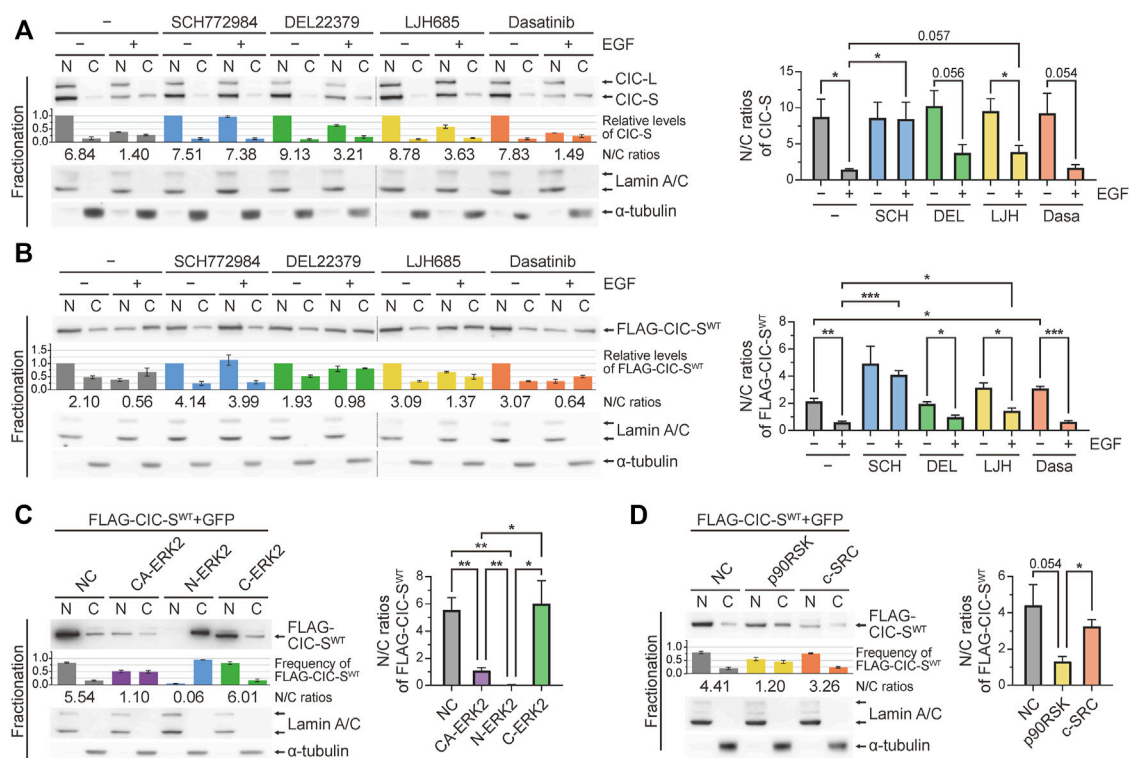 A
– SCH772984 DEL22379 LJH685 Dasatinib
– + – + – + – + – + EGF
N C N C N C N C N C N C N C N C N C N C
Fractionation
CIC-L
CIC-S
1.0
0.5
0.0
Relative levels
of CIC-S
6.84 1.40 7.51 7.38 9.13 3.21 8.78 3.63 7.83 1.49 N/C ratios
Lamin A/C
α-tubulin
N/C ratios
of CIC-S
15
10
5
0
* * 0.057 0.056 * 0.054
– + – + – + – + – + EGF
– SCH DEL LJH Dasa
B
– SCH772984 DEL22379 LJH685 Dasatinib
– + – + – + – + – + EGF
N C N C N C N C N C N C N C N C N C N C
Fractionation
FLAG-CIC-SWT
1.5
1.0
0.5
0.0
Relative levels
of FLAG-CIC-SWT
2.10 0.56 4.14 3.99 1.93 0.98 3.09 1.37 3.07 0.64 N/C ratios
Lamin A/C
α-tubulin
N/C ratios
of FLAG-CIC-SWT
8
6
4
2
0
*
***
*
** * * ***
– + – + – + – + – + EGF
– SCH DEL LJH Dasa
C
FLAG-CIC-SWT+GFP
NC CA-ERK2 N-ERK2 C-ERK2
N C N C N C N C
Fractionation
FLAG-
CIC-SWT
1.0
0.5
0.0
Frequency of
FLAG-CIC-SWT
5.54 1.10 0.06 6.01 N/C ratios
Lamin A/C
α-tubulin
N/C ratios
of FLAG-CIC-SWT
8
6
4
2
0
*
**
** ** *
NC CA-ERK2 N-ERK2 C-ERK2
D
FLAG-CIC-SWT+GFP
NC p90RSK c-SRC
N C N C N C
Fractionation
FLAG-
CIC-SWT
1.0
0.5
0.0
Frequency of
FLAG-CIC-SWT
4.41 1.20 3.26 N/C ratios
Lamin A/C
α-tubulin
N/C ratios
of FLAG-CIC-SWT
6
3
0
0.054 *
NC p90RSK c-SRC